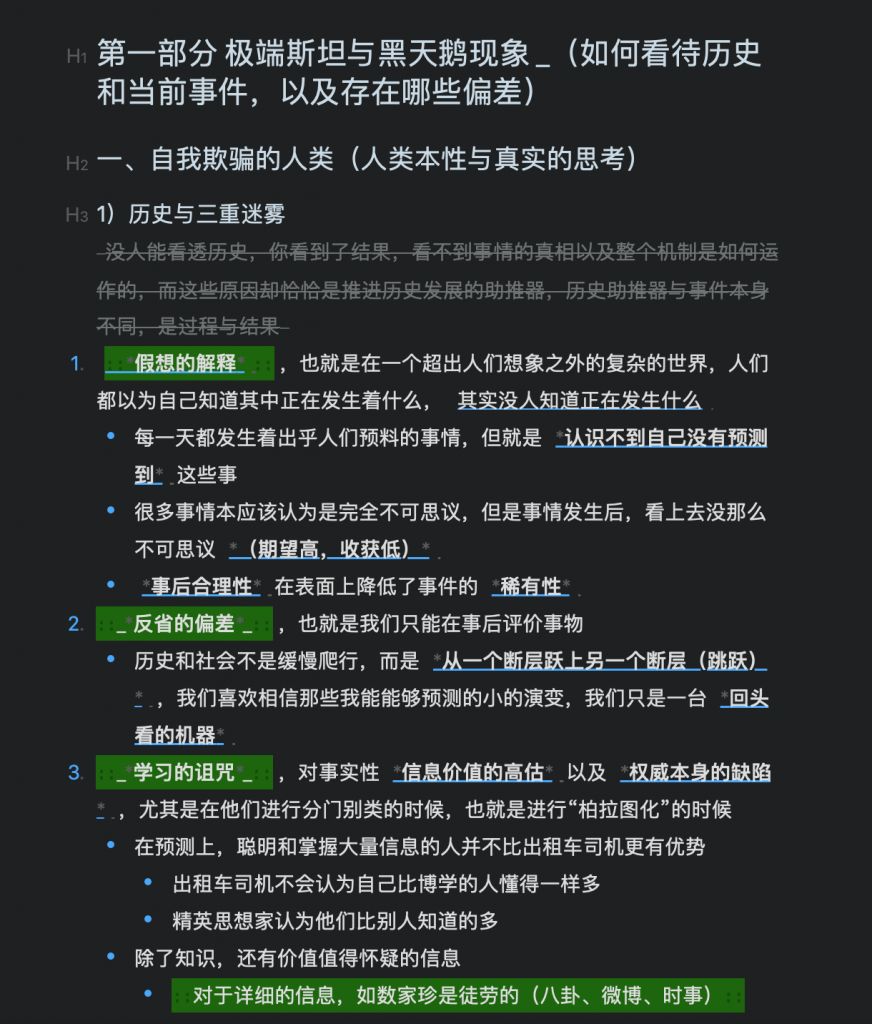 H1 第一部分 极端斯坦与黑天鹅现象 _（如何看待历史
和当前事件，以及存在哪些偏差）
H2 一、自我欺骗的人类（人类本性与真实的思考）
H3 1）历史与三重迷雾
-没人能看透历史，你看到了结果，看不到事情的真相以及整个机制是如何运
作的，而这些原因却恰恰是推进历史发展的助推器，历史助推器与事件本身
不同，是过程与结果-
1. ::_*假想的解释*_::，也就是在一个超出人们想象之外的复杂的世界，人们
都以为自己知道其中正在发生着什么，_其实没人知道正在发生什么_
• 每一天都发生着出乎人们预料的事情，但就是 _*认识不到自己没有预测
到*_ 这些事
• 很多事情本应该认为是完全不可思议，但是事情发生后，看上去没那么
不可思议 _*（期望高，收获低）*_
• _*事后合理性*_ 在表面上降低了事件的 _*稀有性*_
2. ::_*反省的偏差*_::，也就是我们只能在事后评价事物
• 历史和社会不是缓慢爬行，而是 _*从一个断层跃上另一个断层（跳跃）
*_，我们喜欢相信那些我能能够预测的小的演变，我们只是一台 _*回头
看的机器*_
3. ::_*学习的诅咒*_::，对事实性 _*信息价值的高估*_ 以及 _*权威本身的缺陷
*_，尤其是在他们进行分门别类的时候，也就是进行“柏拉图化”的时候
• 在预测上，聪明和掌握大量信息的人并不比出租车司机更有优势
• 出租车司机不会认为自己比博学的人懂得一样多
• 精英思想家认为他们比别人知道的多
• 除了知识，还有价值值得怀疑的信息
• ::对于详细的信息，如数家珍是徒劳的（八卦、微博、时事）::